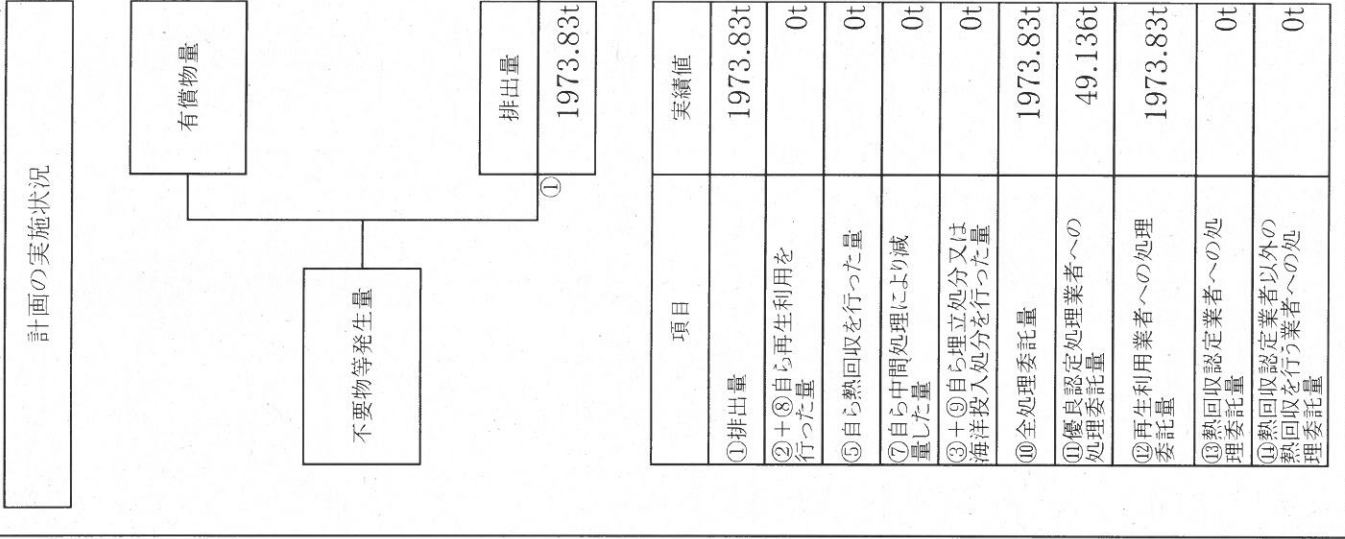 計画の実施状況
有償物量
不要物等発生量
排出量
①
1973.83t
項目
実績値
①排出量
1973.83t
②+⑧自ら再生利用を
行った量
0t
⑤自ら熱回収を行った量
0t
⑦自ら中間処理により減
量した量
0t
③+⑨自ら埋立処分又は
海洋投入処分を行った量
0t
⑩全処理委託量
1973.83t
⑪優良認定処理業者への
処理委託量
49.136t
⑫再生利用業者への処理
委託量
1973.83t
⑬熱回収認定業者への処
理委託量
0t
⑭熱回収認定業者以外の
熱回収を行う業者への処
理委託量
0t